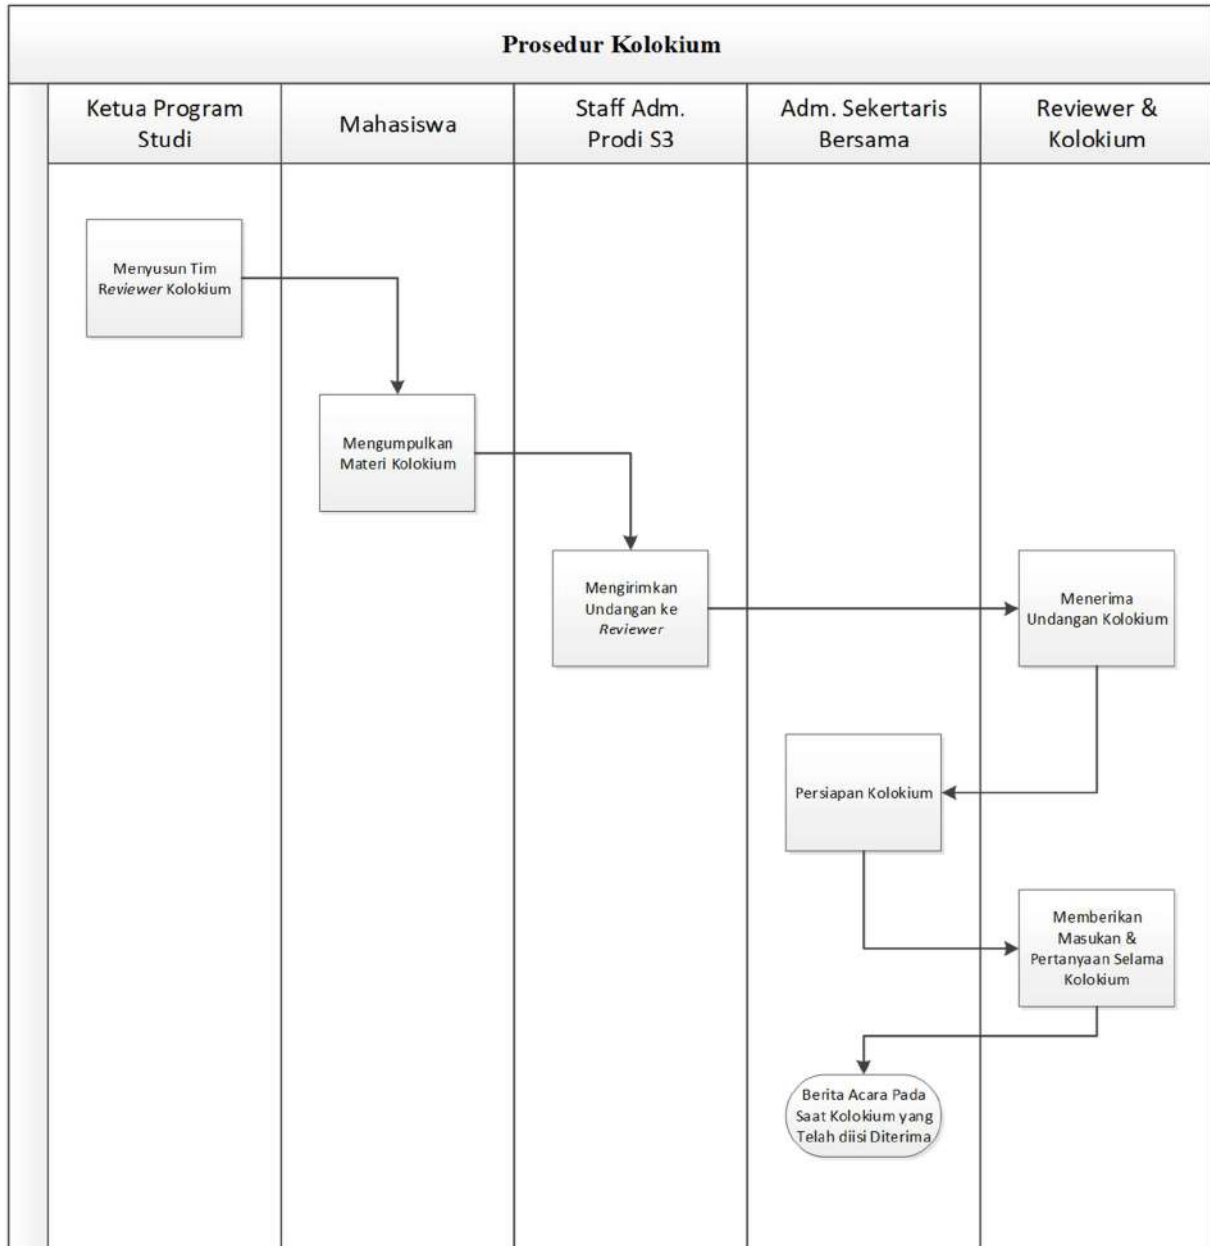 Prosedur Kolokium
Ketua Program
Studi
Mahasiswa
Staff Adm.
Prodi S3
Adm. Sekertaris
Bersama
Reviewer &
Kolokium
Menyusun Tim
Reviewer Kolokium
Mengumpulkan
Materi Kolokium
Mengirimkan
Undangan ke
Reviewer
Menerima
Undangan Kolokium
Persiapan Kolokium
Memberikan
Masukan &
Pertanyaan Selama
Kolokium
Berita Acara Pada
Saat Kolokium yang
Telah diisi Diterima